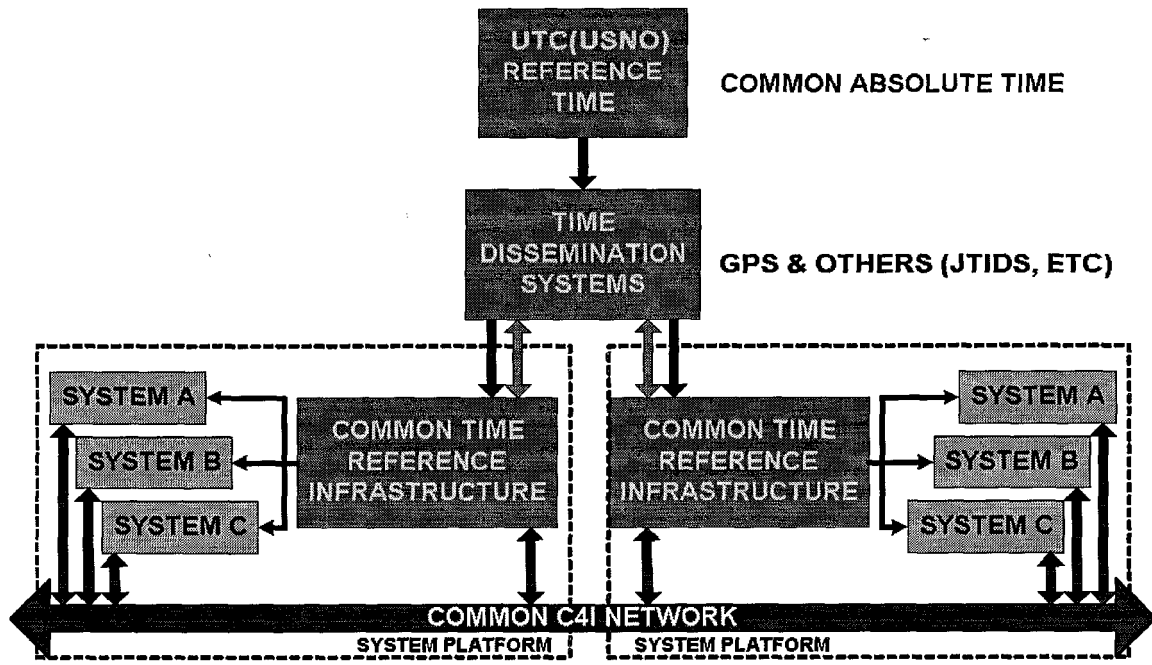 UTC(USNO)
REFERENCE
TIME
COMMON ABSOLUTE TIME
TIME
DISSEMINATION
SYSTEMS
GPS & OTHERS (JTIDS, ETC)
SYSTEM A
SYSTEM B
SYSTEM C
COMMON TIME
REFERENCE
INFRASTRUCTURE
COMMON TIME
REFERENCE
INFRASTRUCTURE
SYSTEM A
SYSTEM B
SYSTEM C
COMMON C4I NETWORK
SYSTEM PLATFORM
SYSTEM PLATFORM